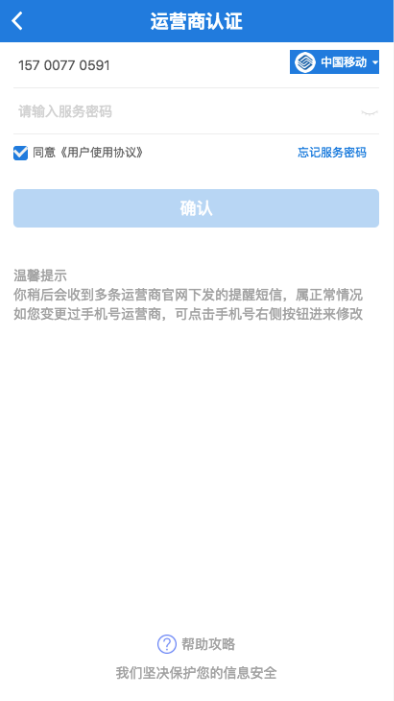 运营商认证
157 0077 0591
中国移动
请输入服务密码
同意《用户使用协议》
忘记服务密码
确认
温馨提示
你稍后会收到多条运营商官网下发的提醒短信，属正常情况
如您变更过手机号运营商，可点击手机号右侧按钮进来修改
? 帮助攻略
我们坚决保护您的信息安全